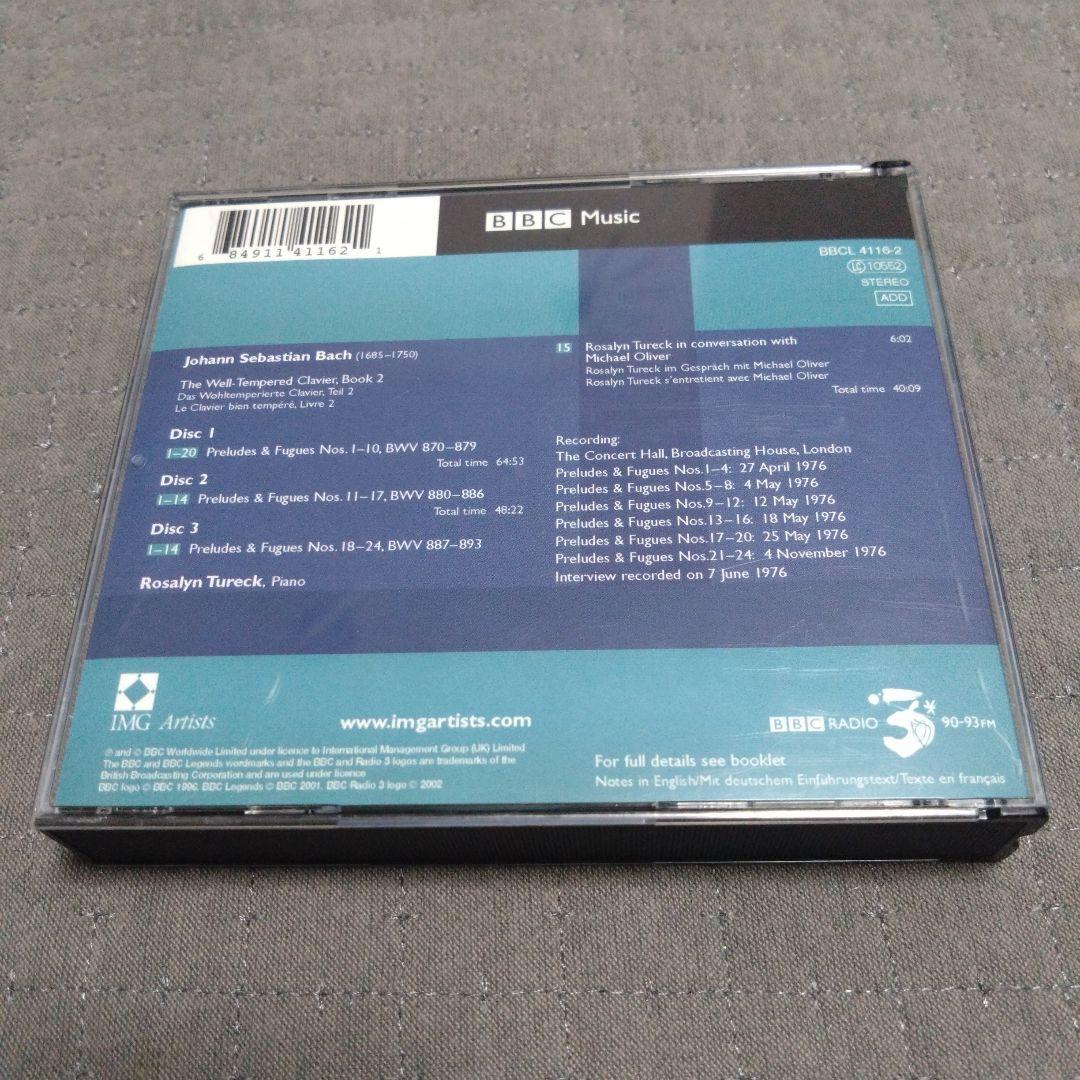 6 84911 41162 1
BBC Music
BBCL 4116-2
LC 10552
STEREO
ADD
Johann Sebastian Bach (1685–1750)
The Well-Tempered Clavier, Book 2
Das Wohltemperierte Clavier, Teil 2
Le Clavier bien tempéré, Livre 2
Disc 1
1–20 Preludes & Fugues Nos. 1–10, BWV 870–879
Total time 64:53
Disc 2
1–14 Preludes & Fugues Nos. 11–17, BWV 880–886
Total time 48:22
Disc 3
1–14 Preludes & Fugues Nos. 18–24, BWV 887–893
Rosalyn Tureck, Piano
15 Rosalyn Tureck in conversation with 6:02
Michael Oliver
Rosalyn Tureck im Gespräch mit Michael Oliver
Rosalyn Tureck s'entretient avec Michael Oliver
Total time 40:09
Recording:
The Concert Hall, Broadcasting House, London
Preludes & Fugues Nos.1–4: 27 April 1976
Preludes & Fugues Nos.5–8: 4 May 1976
Preludes & Fugues Nos.9–12: 12 May 1976
Preludes & Fugues Nos.13–16: 18 May 1976
Preludes & Fugues Nos.17–20: 25 May 1976
Preludes & Fugues Nos.21–24: 4 November 1976
Interview recorded on 7 June 1976
IMG Artists
www.imgartists.com
BBC RADIO 3 90-93 FM
℗ and © BBC Worldwide Limited under licence to International Management Group (UK) Limited
The BBC and BBC Legends wordmarks and the BBC and Radio 3 logos are trademarks of the
British Broadcasting Corporation and are used under licence
BBC logo © BBC 1996. BBC Legends © BBC 2001. BBC Radio 3 logo © 2002
For full details see booklet
Notes in English/Mit deutschem Einführungstext/Texte en français